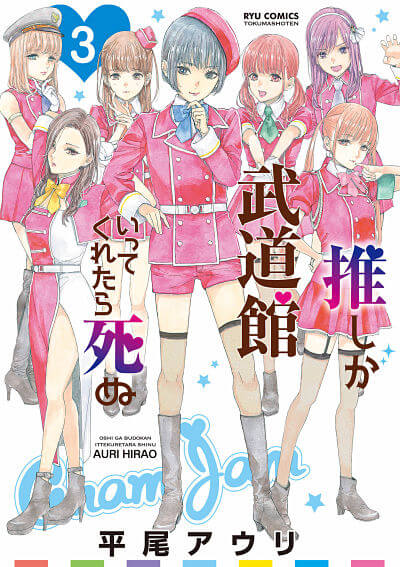 3
RYU COMICS
TOKUMASHOTEN
推しが
武道館
いって
くれたら
死ぬ
OSHI GA BUDOKAN
ITTEKURETARA SHINU
AURI HIRAO
Cham Jam
平尾アウリ